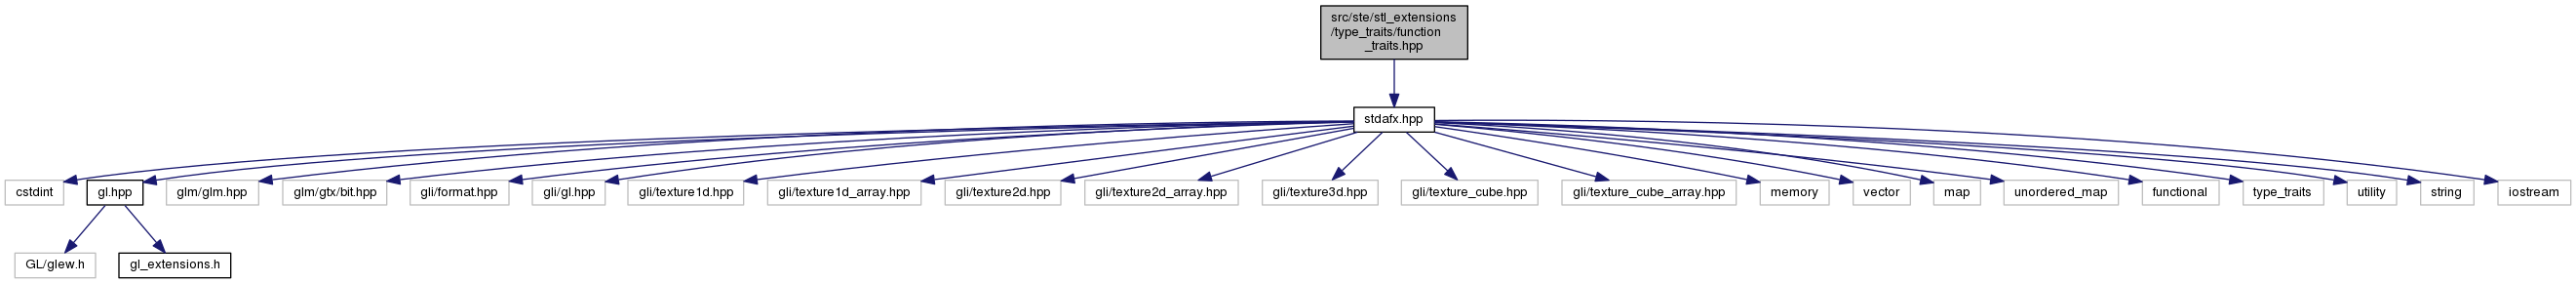 src/ste/stl_extensions
/type_traits/function
_traits.hpp
stdafx.hpp
cstdint
gl.hpp
glm/glm.hpp
glm/gtx/bit.hpp
gli/format.hpp
gli/gl.hpp
gli/texture1d.hpp
gli/texture1d_array.hpp
gli/texture2d.hpp
gli/texture2d_array.hpp
gli/texture3d.hpp
gli/texture_cube.hpp
gli/texture_cube_array.hpp
memory
vector
map
unordered_map
functional
type_traits
utility
string
iostream
GL/glew.h
gl_extensions.h